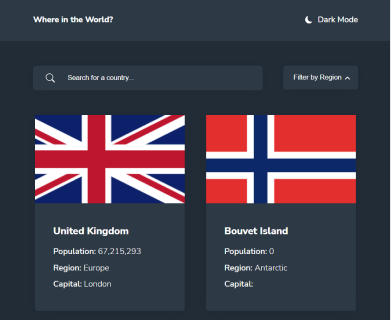 Where in the World?
Dark Mode
Search for a country...
Filter by Region
United Kingdom
Population: 67,215,293
Region: Europe
Capital: London
Bouvet Island
Population: 0
Region: Antarctic
Capital: